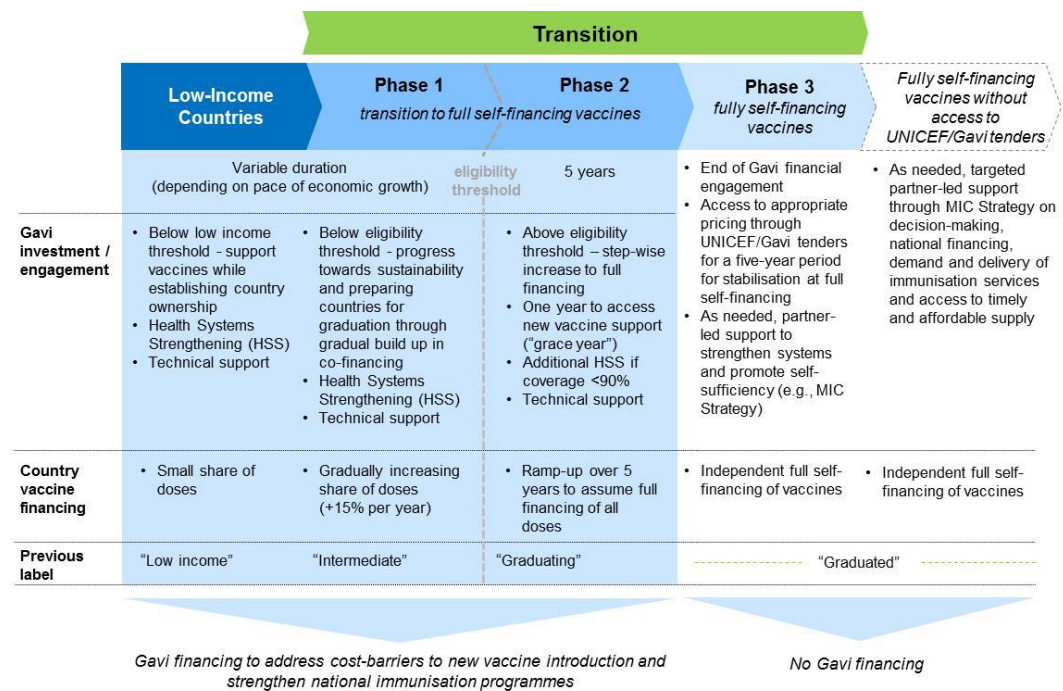 Transition
Low-Income
Countries
Phase 1
Phase 2
transition to full self-financing vaccines
Phase 3
fully self-financing
vaccines
Fully self-financing
vaccines without
access to
UNICEF/Gavi tenders
Variable duration
(depending on pace of economic growth)
eligibility
threshold
5 years
Gavi
investment /
engagement
• Below low income
threshold - support
vaccines while
establishing country
ownership
• Health Systems
Strengthening (HSS)
• Technical support
• Below eligibility
threshold - progress
towards sustainability
and preparing
countries for
graduation through
gradual build up in
co-financing
• Health Systems
Strengthening (HSS)
• Technical support
• Above eligibility
threshold – step-wise
increase to full
financing
• One year to access
new vaccine support
(“grace year”)
• Additional HSS if
coverage <90%
• Technical support
• End of Gavi financial
engagement
• Access to appropriate
pricing through
UNICEF/Gavi tenders
for a five-year period
for stabilisation at full
self-financing
• As needed, partner-
led support to
strengthen systems
and promote self-
sufficiency (e.g., MIC
Strategy)
• As needed, targeted
partner-led support
through MIC Strategy on
decision-making,
national financing,
demand and delivery of
immunisation services
and access to timely
and affordable supply
Country
vaccine
financing
• Small share of
doses
• Gradually increasing
share of doses
(+15% per year)
• Ramp-up over 5
years to assume full
financing of all
doses
• Independent full self-
financing of vaccines
• Independent full self-
financing of vaccines
Previous
label
“Low income”
“Intermediate”
“Graduating”
“Graduated”
Gavi financing to address cost-barriers to new vaccine introduction and
strengthen national immunisation programmes
No Gavi financing